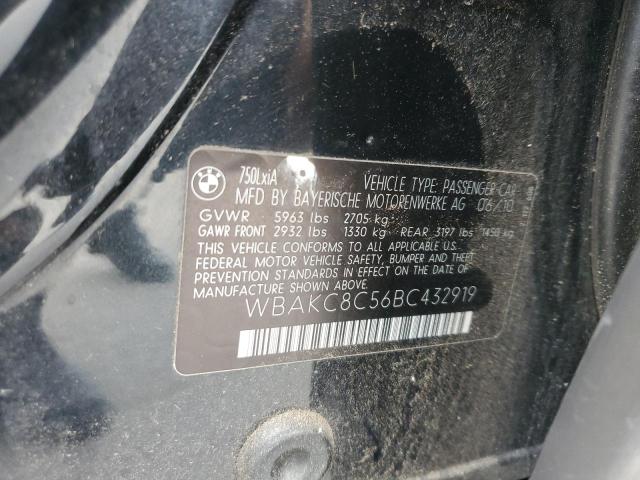 BMW
750LxiA VEHICLE TYPE: PASSENGER CAR
MFD BY BAYERISCHE MOTORENWERKE AG 06/10
GVWR 5963 lbs 2705 kg
GAWR FRONT 2932 lbs 1330 kg REAR 3197 lbs 1450 kg
THIS VEHICLE CONFORMS TO ALL APPLICABLE
FEDERAL MOTOR VEHICLE SAFETY, BUMPER AND THEFT
PREVENTION STANDARDS IN EFFECT ON THE DATE OF
MANUFACTURE SHOWN ABOVE.
WBAKC8C56BC432919